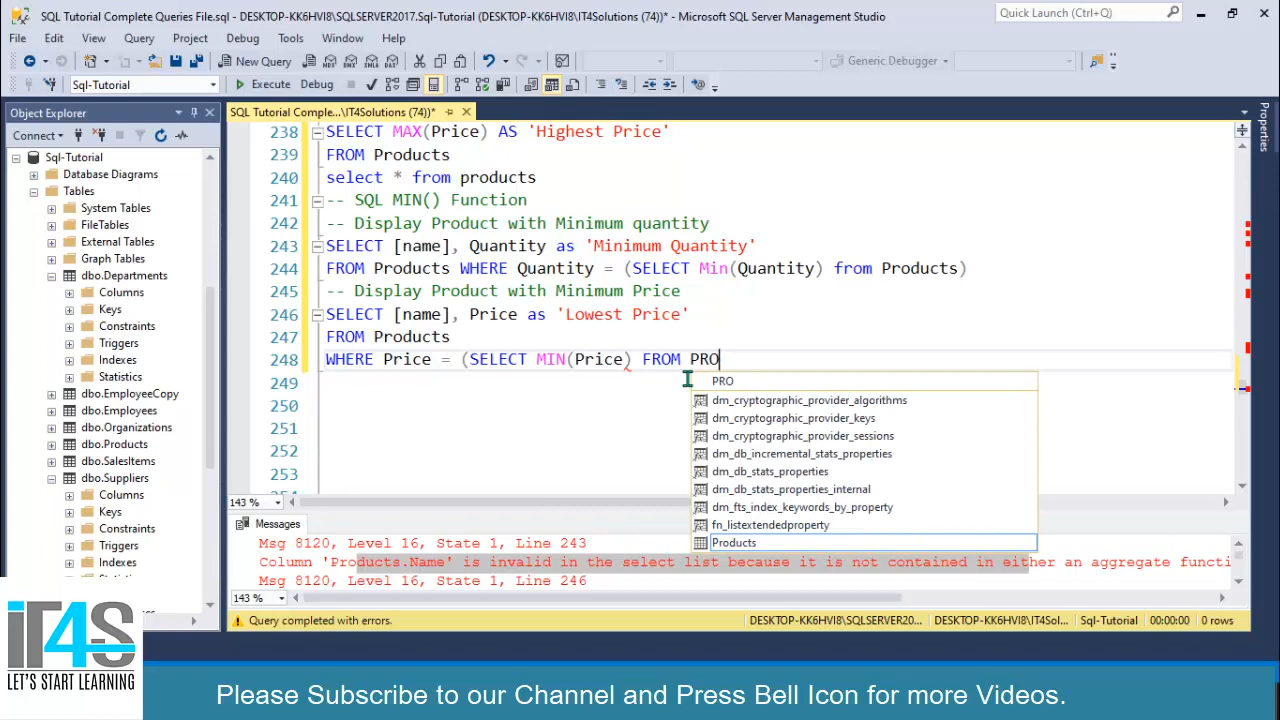 SQL Tutorial Complete Queries File.sql - DESKTOP-KK6HVI8\SQLSERVER2017.Sql-Tutorial (DESKTOP-KK6HVI8\IT4Solutions (74))* - Microsoft SQL Server Management Studio
Quick Launch (Ctrl+Q)
File Edit View Query Project Debug Tools Window Help
New Query
Generic Debugger
Sql-Tutorial
Execute Debug
Object Explorer
SQL Tutorial Comple...\IT4Solutions (74))*
Properties
Connect
Sql-Tutorial
Database Diagrams
Tables
System Tables
FileTables
External Tables
Graph Tables
dbo.Departments
Columns
Keys
Constraints
Triggers
Indexes
Statistics
dbo.EmployeeCopy
dbo.Employees
dbo.Organizations
dbo.Products
dbo.SalesItems
dbo.Suppliers
Columns
Keys
Constraints
Triggers
Indexes
238 SELECT MAX(Price) AS 'Highest Price'
239 FROM Products
240 select * from products
241 -- SQL MIN() Function
242 -- Display Product with Minimum quantity
243 SELECT [name], Quantity as 'Minimum Quantity'
244 FROM Products WHERE Quantity = (SELECT Min(Quantity) from Products)
245 -- Display Product with Minimum Price
246 SELECT [name], Price as 'Lowest Price'
247 FROM Products
248 WHERE Price = (SELECT MIN(Price) FROM PRO
249
250
251
252
253
PRO
dm_cryptographic_provider_algorithms
dm_cryptographic_provider_keys
dm_cryptographic_provider_sessions
dm_db_incremental_stats_properties
dm_db_stats_properties
dm_db_stats_properties_internal
dm_fts_index_keywords_by_property
fn_listextendedproperty
Products
143 %
Messages
Msg 8120, Level 16, State 1, Line 243
Column 'Products.Name' is invalid in the select list because it is not contained in either an aggregate functi
Msg 8120, Level 16, State 1, Line 246
143 %
Query completed with errors.
DESKTOP-KK6HVI8\SQLSERVER20... DESKTOP-KK6HVI8\IT4Sol... Sql-Tutorial 00:00:00 0 rows
iT4S
LET'S START LEARNING
Please Subscribe to our Channel and Press Bell Icon for more Videos.